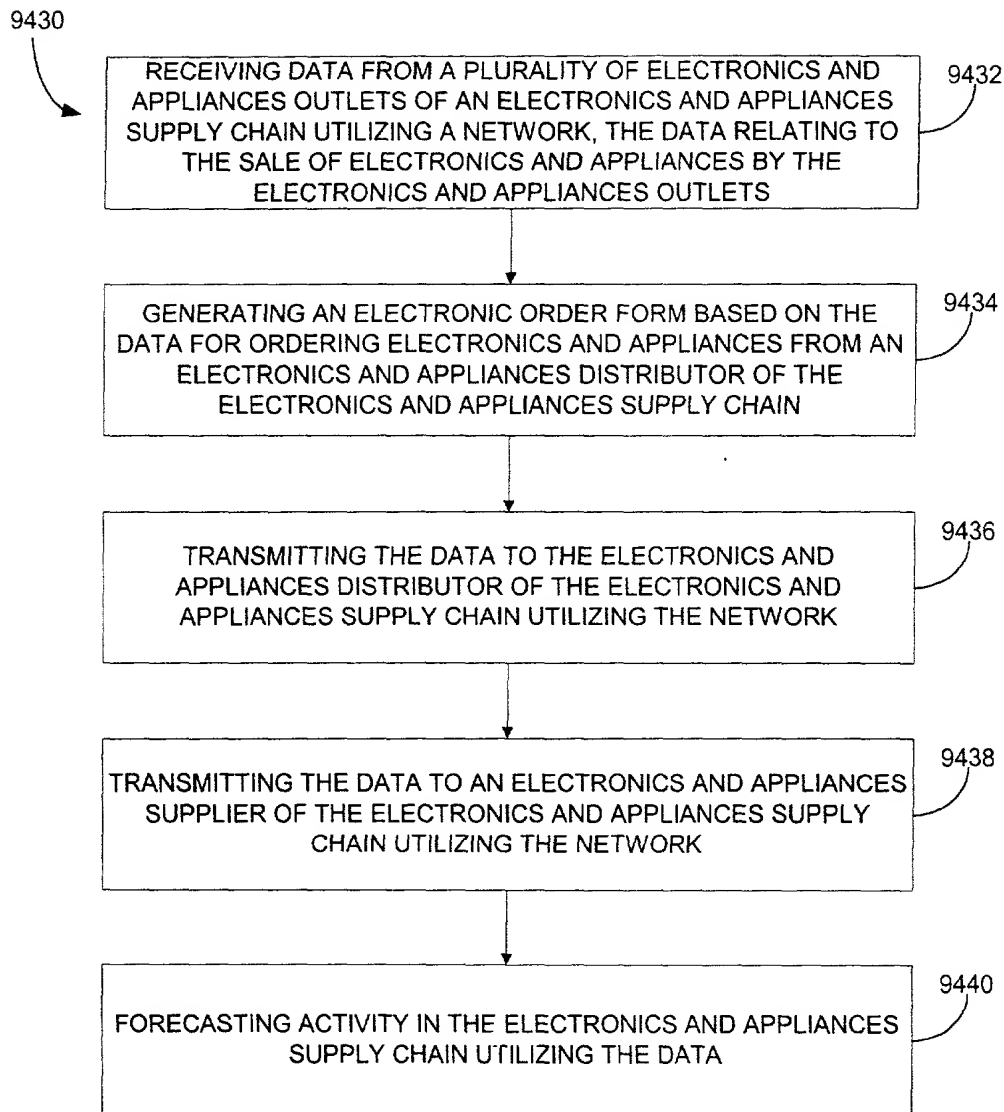 9430
RECEIVING DATA FROM A PLURALITY OF ELECTRONICS AND
APPLIANCES OUTLETS OF AN ELECTRONICS AND APPLIANCES
SUPPLY CHAIN UTILIZING A NETWORK, THE DATA RELATING TO
THE SALE OF ELECTRONICS AND APPLIANCES BY THE
ELECTRONICS AND APPLIANCES OUTLETS
9432
GENERATING AN ELECTRONIC ORDER FORM BASED ON THE
DATA FOR ORDERING ELECTRONICS AND APPLIANCES FROM AN
ELECTRONICS AND APPLIANCES DISTRIBUTOR OF THE
ELECTRONICS AND APPLIANCES SUPPLY CHAIN
9434
TRANSMITTING THE DATA TO THE ELECTRONICS AND
APPLIANCES DISTRIBUTOR OF THE ELECTRONICS AND
APPLIANCES SUPPLY CHAIN UTILIZING THE NETWORK
9436
TRANSMITTING THE DATA TO AN ELECTRONICS AND APPLIANCES
SUPPLIER OF THE ELECTRONICS AND APPLIANCES SUPPLY
CHAIN UTILIZING THE NETWORK
9438
FORECASTING ACTIVITY IN THE ELECTRONICS AND APPLIANCES
SUPPLY CHAIN UTILIZING THE DATA
9440